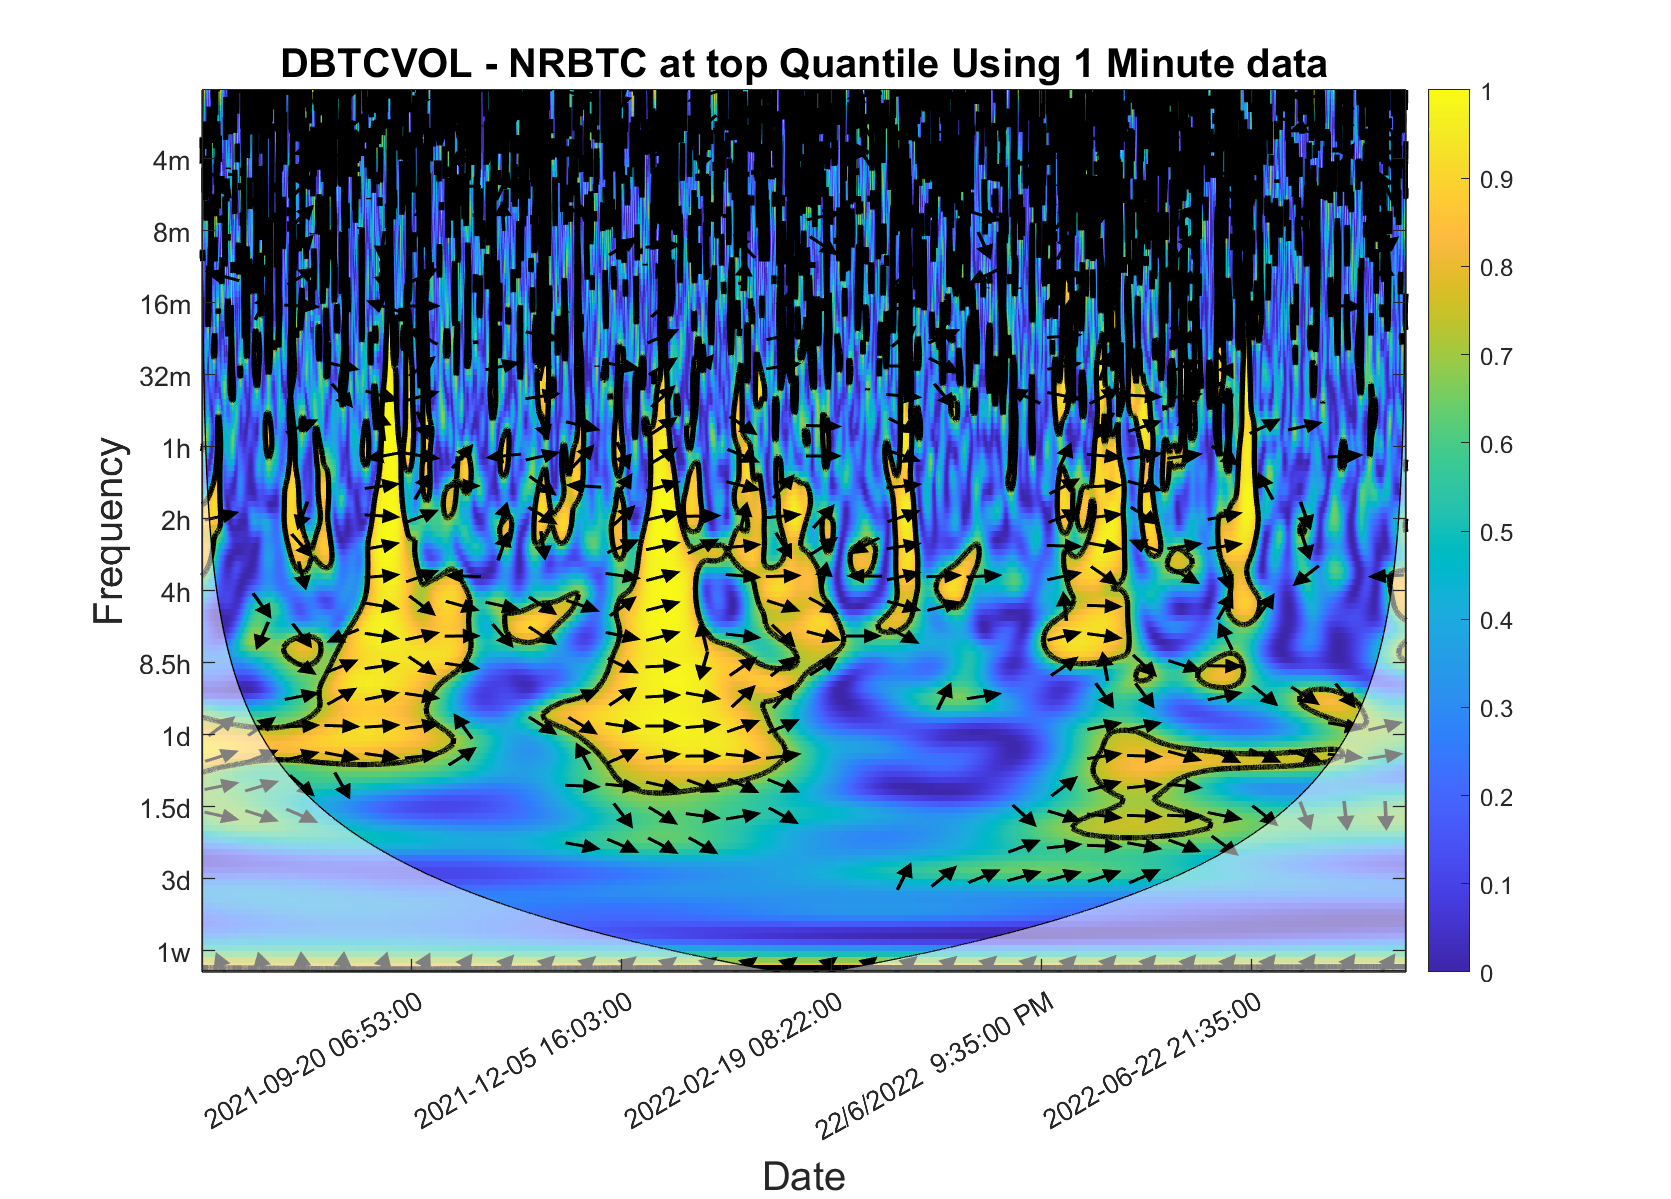 DBTCVOL - NRBTC at top Quantile Using 1 Minute data
Frequency
4m
8m
16m
32m
1h
2h
4h
8.5h
1d
1.5d
3d
1w
1
0.9
0.8
0.7
0.6
0.5
0.4
0.3
0.2
0.1
0
2021-09-20 06:53:00
2021-12-05 16:03:00
2022-02-19 08:22:00
22/6/2022  9:35:00 PM
2022-06-22 21:35:00
Date